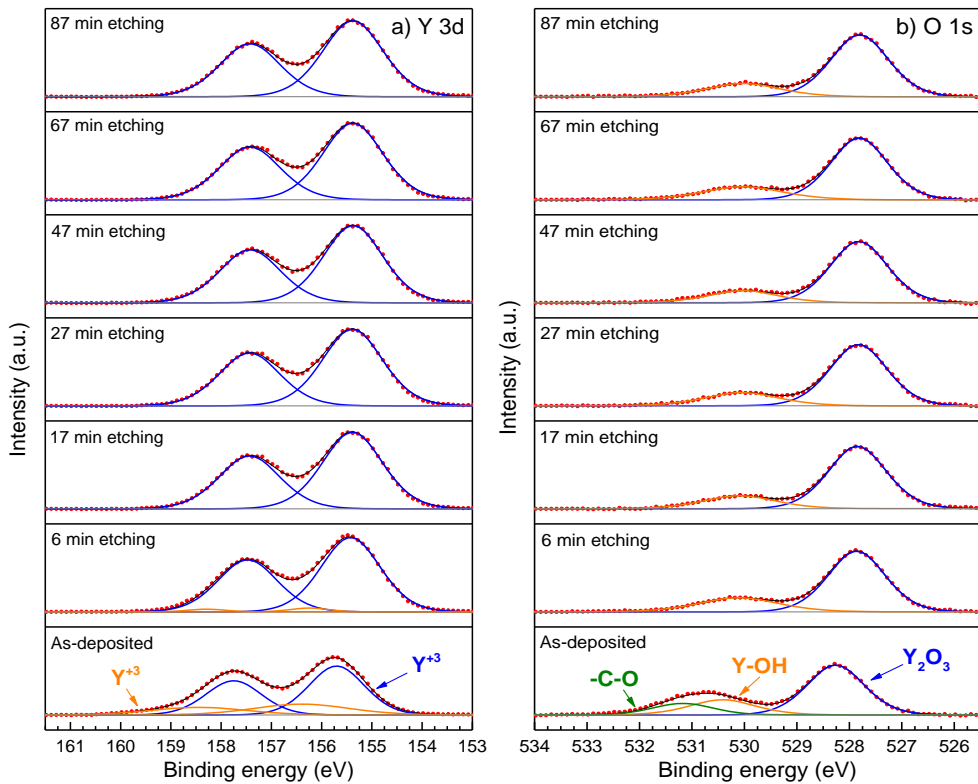 87 min etching
a) Y 3d
67 min etching
47 min etching
27 min etching
17 min etching
6 min etching
As-deposited
Y+3
Y+3
Intensity (a.u.)
161 160 159 158 157 156 155 154 153
Binding energy (eV)
87 min etching
b) O 1s
67 min etching
47 min etching
27 min etching
17 min etching
6 min etching
As-deposited
-C-O
Y-OH
Y2O3
Intensity (a.u.)
534 533 532 531 530 529 528 527 526
Binding energy (eV)